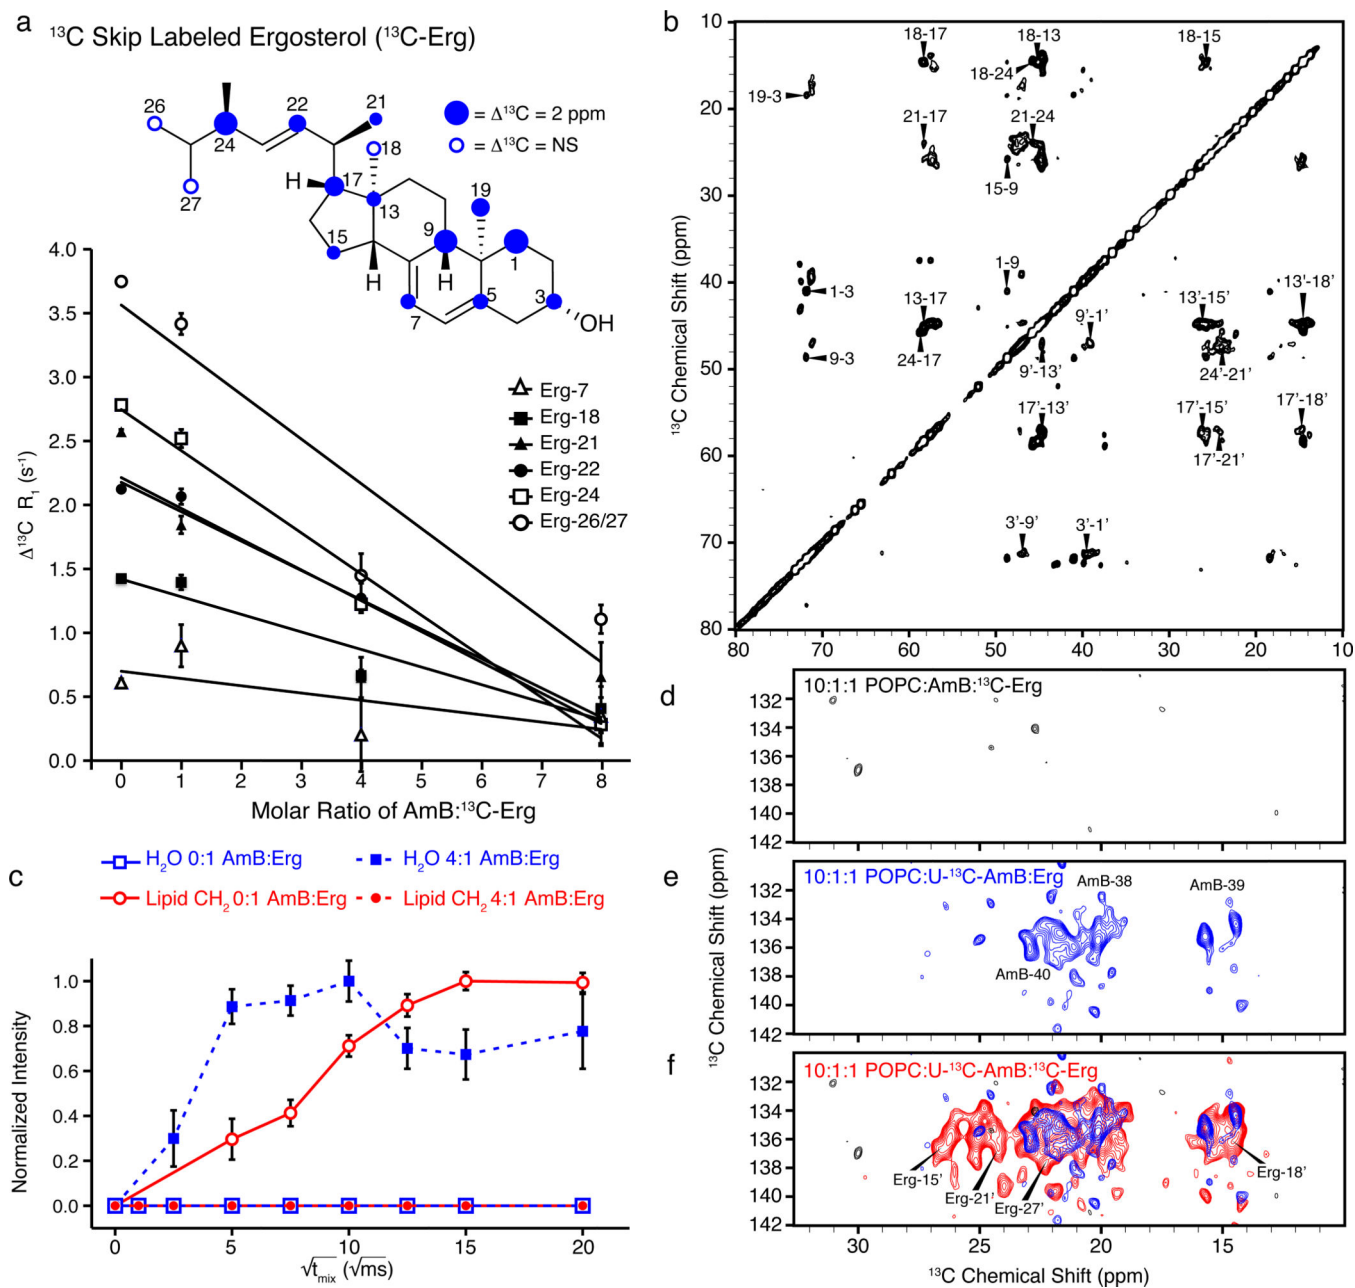 a
¹³C Skip Labeled Ergosterol (¹³C-Erg)
26
22
21
= Δ¹³C = 2 ppm
24
18
= Δ¹³C = NS
27
H
17
19
13
9
15
1
H
H
5
3
7
OH
4.0
3.5
3.0
2.5
2.0
1.5
1.0
0.5
0.0
Δ¹³C R₁ (s⁻¹)
Erg-7
Erg-18
Erg-21
Erg-22
Erg-24
Erg-26/27
0 1 2 3 4 5 6 7 8
Molar Ratio of AmB:¹³C-Erg
b
10
20
30
40
50
60
70
80
¹³C Chemical Shift (ppm)
18-17
18-13
18-15
18-24
19-3
21-17
21-24
15-9
1-9
1-3
13-17
13'-15'
13'-18'
9'-1'
9-3
24-17
9'-13'
24'-21'
17'-13'
17'-15'
17'-18'
17'-21'
3'-9'
3'-1'
80 70 60 50 40 30 20 10
c
H₂O 0:1 AmB:Erg
H₂O 4:1 AmB:Erg
Lipid CH₂ 0:1 AmB:Erg
Lipid CH₂ 4:1 AmB:Erg
1.0
0.8
0.6
0.4
0.2
0.0
Normalized Intensity
0 5 10 15 20
√t_mix (√ms)
d
10:1:1 POPC:AmB:¹³C-Erg
132
134
136
138
140
142
e
10:1:1 POPC:U-¹³C-AmB:Erg
AmB-38
AmB-39
AmB-40
132
134
136
138
140
142
¹³C Chemical Shift (ppm)
f
10:1:1 POPC:U-¹³C-AmB:¹³C-Erg
132
134
136
138
140
142
Erg-15'
Erg-21'
Erg-27'
Erg-18'
30 25 20 15
¹³C Chemical Shift (ppm)